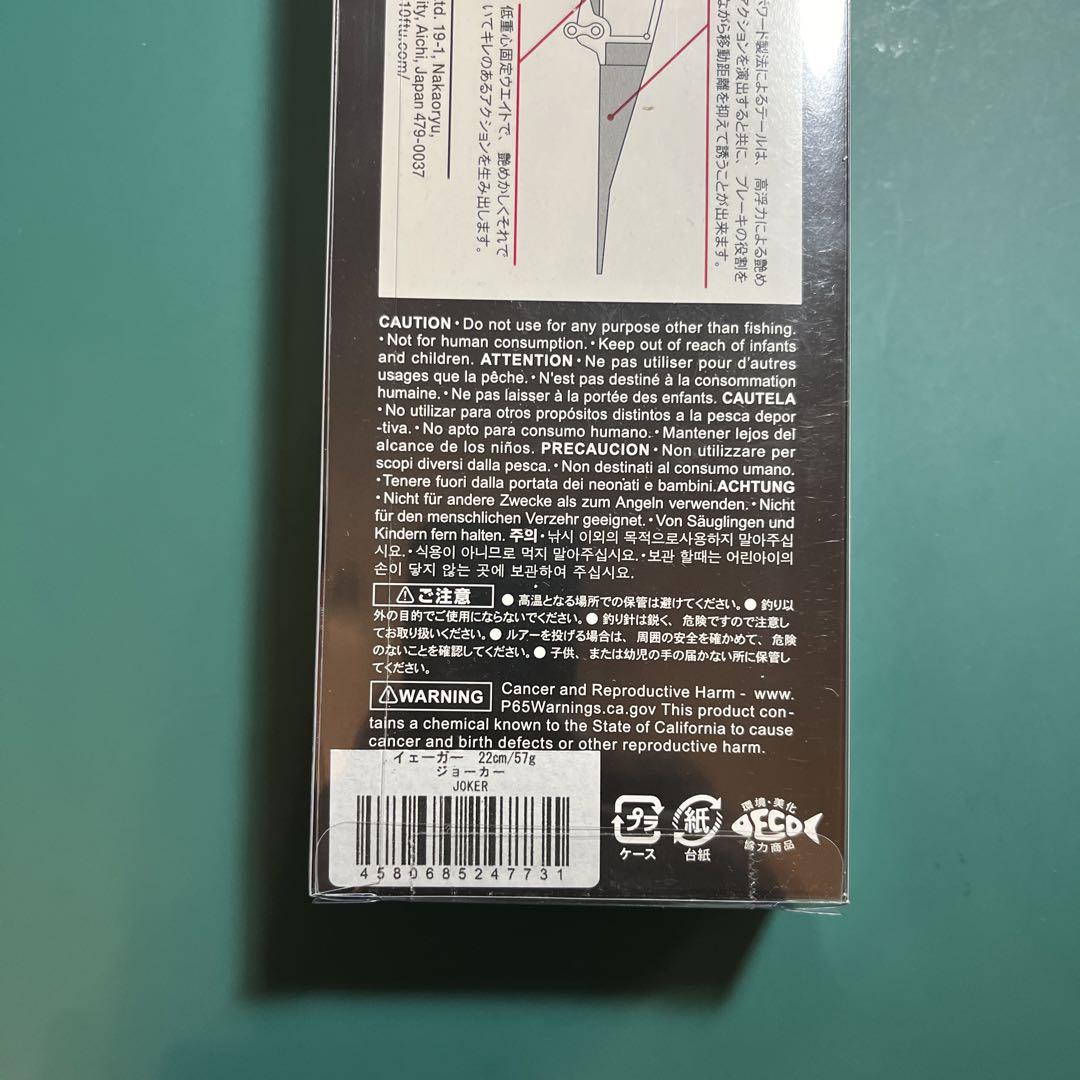 td. 19-1, Nakaoryu,
ity, Aichi, Japan 479-0037
10ftu.com/
低重心固定ウエイトで、艶めかしくそれで
いてキレのあるアクションを生み出します。
ワード製法によるテールは、高浮力による艶め
アクションを演出すると共に、ブレーキの役割を
ながら移動距離を抑えて誘うことが出来ます。
CAUTION・Do not use for any purpose other than fishing.
・Not for human consumption.・Keep out of reach of infants
and children. ATTENTION・Ne pas utiliser pour d'autres
usages que la pêche.・N'est pas destiné à la consommation
humaine.・Ne pas laisser à la portée des enfants. CAUTELA
・No utilizar para otros propósitos distintos a la pesca depor
-tiva.・No apto para consumo humano.・Mantener lejos del
alcance de los niños. PRECAUCION・Non utilizzare per
scopi diversi dalla pesca.・Non destinati al consumo umano.
・Tenere fuori dalla portata dei neonati e bambini.ACHTUNG
・Nicht für andere Zwecke als zum Angeln verwenden.・Nicht
für den menschlichen Verzehr geeignet.・Von Säuglingen und
Kindern fern halten. 주의・낚시 이외의 목적으로사용하지 말아주십
시요.・식용이 아니므로 먹지 말아주십시요.・보관 할때는 어린아이의
손이 닿지 않는 곳에 보관하여 주십시요.
⚠ご注意 ●高温となる場所での保管は避けてください。●釣り以
外の目的でご使用にならないでください。●釣り針は鋭く、危険ですので注意し
てお取り扱いください。●ルアーを投げる場合は、周囲の安全を確かめて、危険
のないことを確認してください。●子供、または幼児の手の届かない所に保管し
てください。
⚠WARNING Cancer and Reproductive Harm - www.
P65Warnings.ca.gov This product con-
tains a chemical known to the State of California to cause
cancer and birth defects or other reproductive harm.
イェーガー 22cm/57g
ジョーカー
JOKER
4580685247731
プラ
ケース
紙
台紙
環境・美化
ECO
協力商品